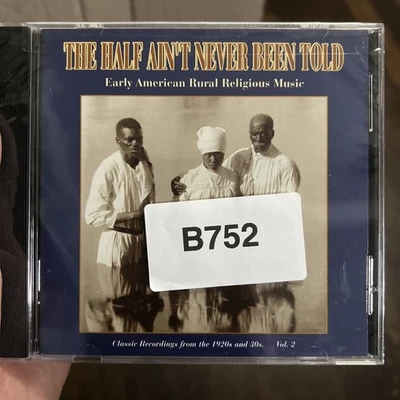 THE HALF AIN'T NEVER BEEN TOLD
Early American Rural Religious Music
B752
Classic Recordings from the 1920s and 30s. Vol. 2